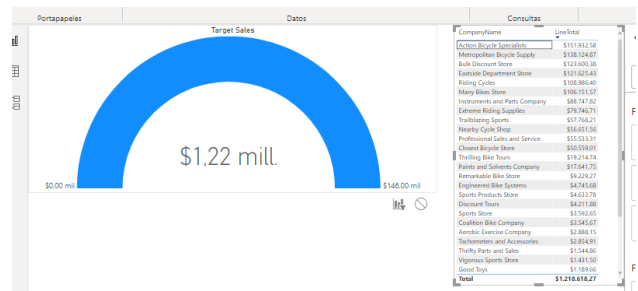 Portapapeles Datos Consultas
Target Sales
$1,22 mill.
$0,00 mil $146,00 mil
CompanyName LineTotal
Action Bicycle Specialists $151.932,58
Metropolitan Bicycle Supply $138.124,87
Bulk Discount Store $123.600,38
Eastside Department Store $121.625,43
Riding Cycles $108.986,40
Many Bikes Store $106.151,57
Instruments and Parts Company $88.747,82
Extreme Riding Supplies $79.746,71
Trailblazing Sports $57.768,21
Nearby Cycle Shop $56.651,56
Professional Sales and Service $55.533,31
Closest Bicycle Store $50.559,01
Thrilling Bike Tours $19.214,74
Paints and Solvents Company $17.641,75
Remarkable Bike Store $9.229,27
Engineered Bike Systems $4.745,68
Sports Products Store $4.633,78
Discount Tours $4.211,88
Sports Store $3.592,65
Coalition Bike Company $3.545,67
Aerobic Exercise Company $2.888,15
Tachometers and Accessories $2.854,91
Thrifty Parts and Sales $1.544,86
Vigorous Sports Store $1.431,50
Good Toys $1.189,66
Total $1.218.618,27